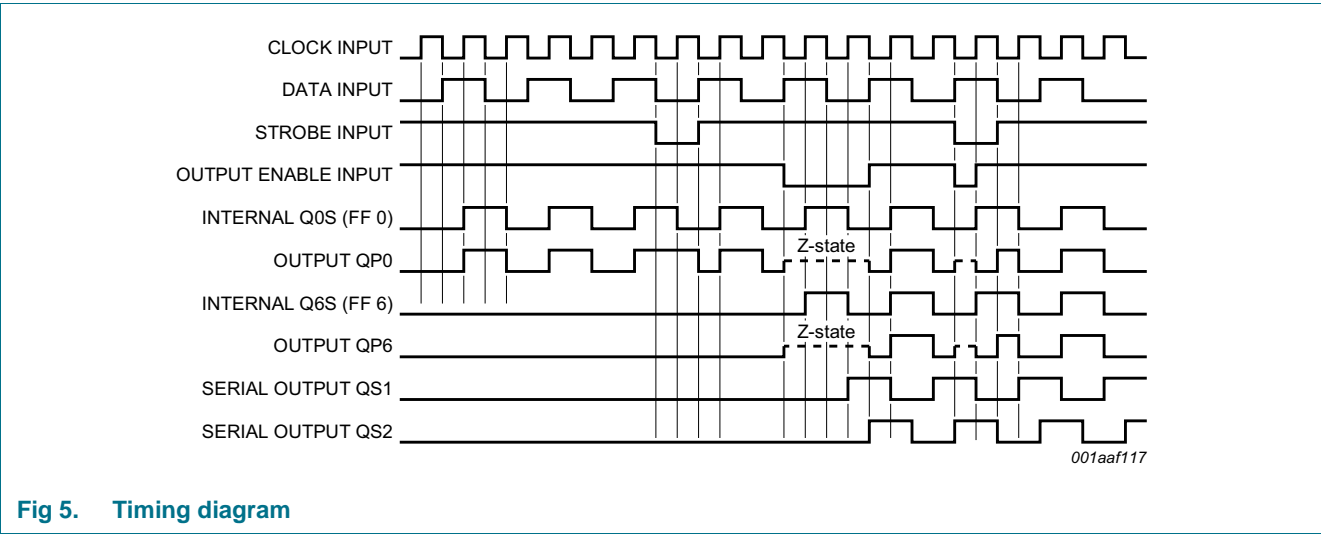 CLOCK INPUT
DATA INPUT
STROBE INPUT
OUTPUT ENABLE INPUT
INTERNAL Q0S (FF 0)
Z-state
OUTPUT QP0
INTERNAL Q6S (FF 6)
Z-state
OUTPUT QP6
SERIAL OUTPUT QS1
SERIAL OUTPUT QS2
001aaf117
Fig 5. Timing diagram